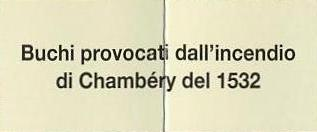 Buchi provocati dall'incendio
di Chambéry del 1532